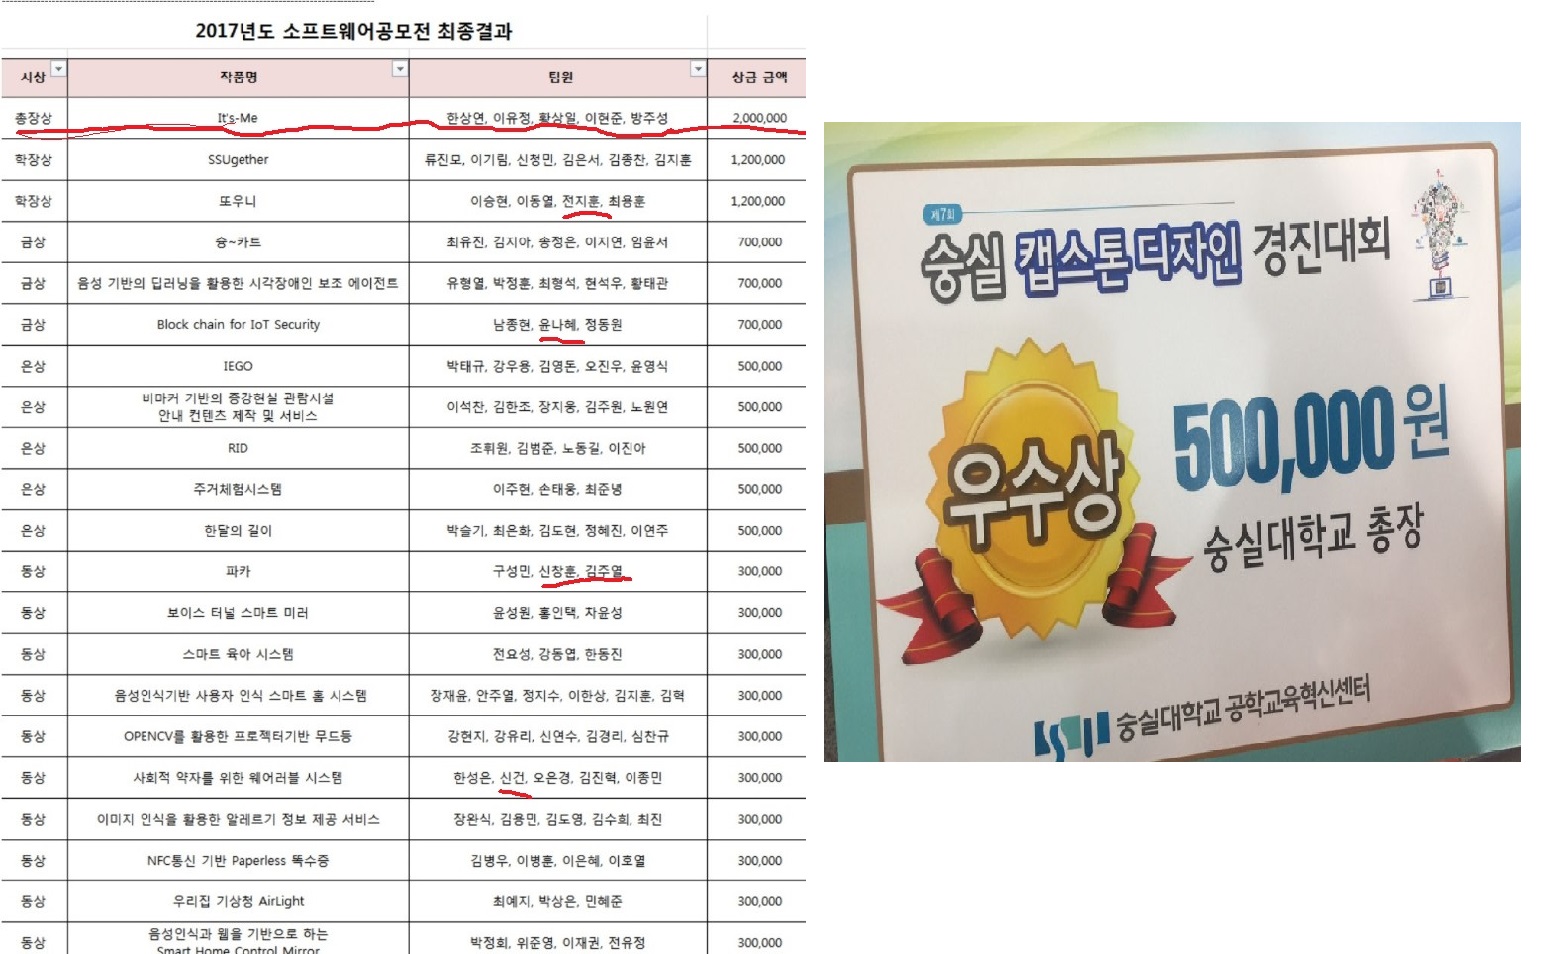 2017년도 소프트웨어공모전 최종결과
시상 작품명 팀원 상금 금액
총장상 It's-Me 한상연, 이유정, 황상일, 이현준, 방주성 2,000,000
학장상 SSUgether 류진모, 이기림, 신청민, 김은서, 김종찬, 김지훈 1,200,000
학장상 또우니 이승현, 이동열, 전지훈, 최용훈 1,200,000
금상 슝~카트 최유진, 김지아, 송정은, 이지연, 임윤서 700,000
금상 음성 기반의 딥러닝을 활용한 시각장애인 보조 에이전트 유형열, 박정훈, 최형석, 현석우, 황태관 700,000
금상 Block chain for IoT Security 남종현, 윤나혜, 정동원 700,000
은상 IEGO 박태규, 강우용, 김영돈, 오진우, 윤영식 500,000
은상 비마커 기반의 증강현실 관람시설
안내 컨텐츠 제작 및 서비스 이석찬, 김한조, 장지웅, 김주원, 노원연 500,000
은상 RID 조휘원, 김범준, 노동길, 이진아 500,000
은상 주거체험시스템 이주현, 손태웅, 최준녕 500,000
은상 한달의 길이 박슬기, 최은화, 김도현, 정혜진, 이연주 500,000
동상 파카 구성민, 신창훈, 김주열 300,000
동상 보이스 터널 스마트 미러 윤성원, 홍인택, 차윤성 300,000
동상 스마트 육아 시스템 전요성, 강동엽, 한동진 300,000
동상 음성인식기반 사용자 인식 스마트 홈 시스템 장재윤, 안주열, 정지수, 이한상, 김지훈, 김혁 300,000
동상 OPENCV를 활용한 프로젝터기반 무드등 강현지, 강유리, 신연수, 김경리, 심찬규 300,000
동상 사회적 약자를 위한 웨어러블 시스템 한성은, 신건, 오은경, 김진혁, 이종민 300,000
동상 이미지 인식을 활용한 알레르기 정보 제공 서비스 장완식, 김용민, 김도영, 김수희, 최진 300,000
동상 NFC통신 기반 Paperless 똑수증 김병우, 이병훈, 이은혜, 이호열 300,000
동상 우리집 기상청 AirLight 최예지, 박상은, 민혜준 300,000
동상 음성인식과 웹을 기반으로 하는
Smart Home Control Mirror 박정회, 위준영, 이재권, 전유정 300,000
제7회
숭실 캡스톤 디자인 경진대회
우수상
500,000원
숭실대학교 총장
숭실대학교 공학교육혁신센터